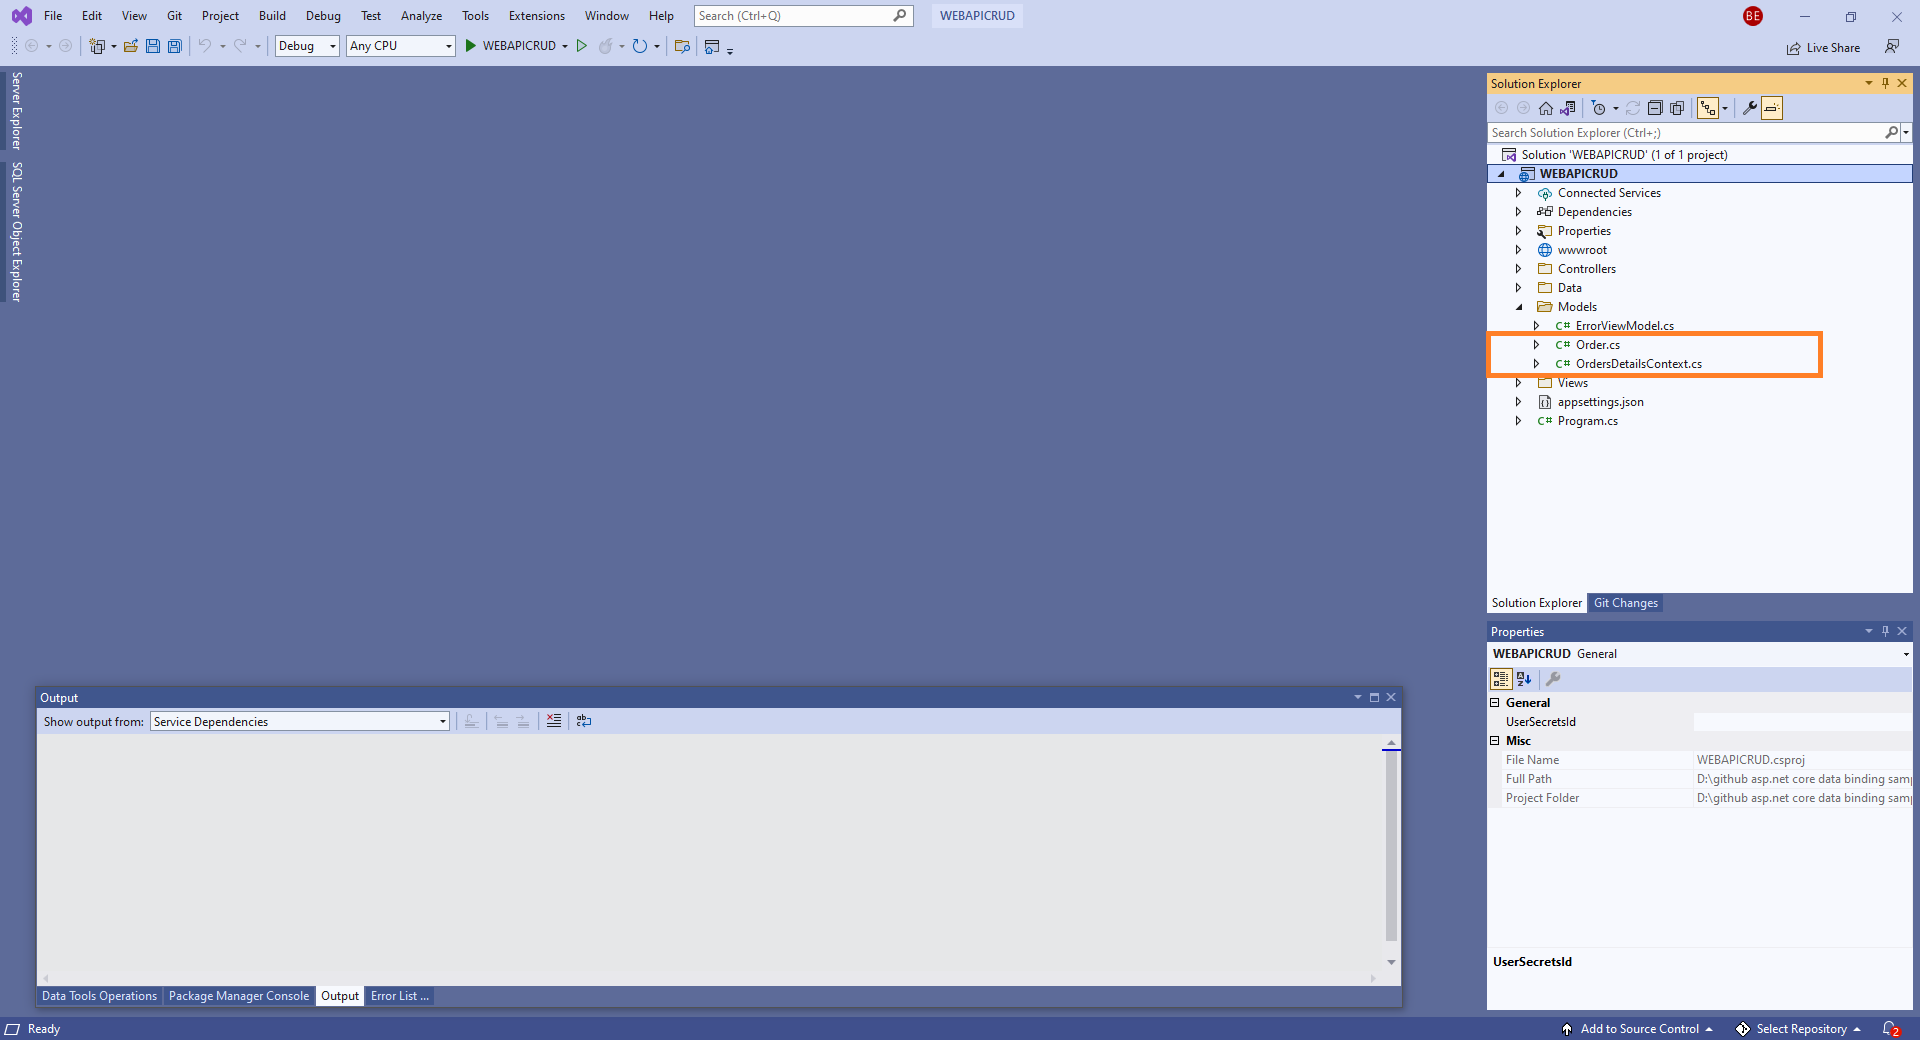 File Edit View Git Project Build Debug Test Analyze Tools Extensions Window Help Search (Ctrl+Q) WEBAPICRUD BE
Debug Any CPU WEBAPICRUD Live Share
Server Explorer
SQL Server Object Explorer
Solution Explorer
Search Solution Explorer (Ctrl+;)
Solution 'WEBAPICRUD' (1 of 1 project)
WEBAPICRUD
Connected Services
Dependencies
Properties
wwwroot
Controllers
Data
Models
C# ErrorViewModel.cs
C# Order.cs
C# OrdersDetailsContext.cs
Views
appsettings.json
C# Program.cs
Solution Explorer Git Changes
Properties
WEBAPICRUD General
General
UserSecretsId
Misc
File Name WEBAPICRUD.csproj
Full Path D:\github asp.net core data binding sam
Project Folder D:\github asp.net core data binding sam
UserSecretsId
Output
Show output from: Service Dependencies
Data Tools Operations Package Manager Console Output Error List ...
Ready Add to Source Control Select Repository 2